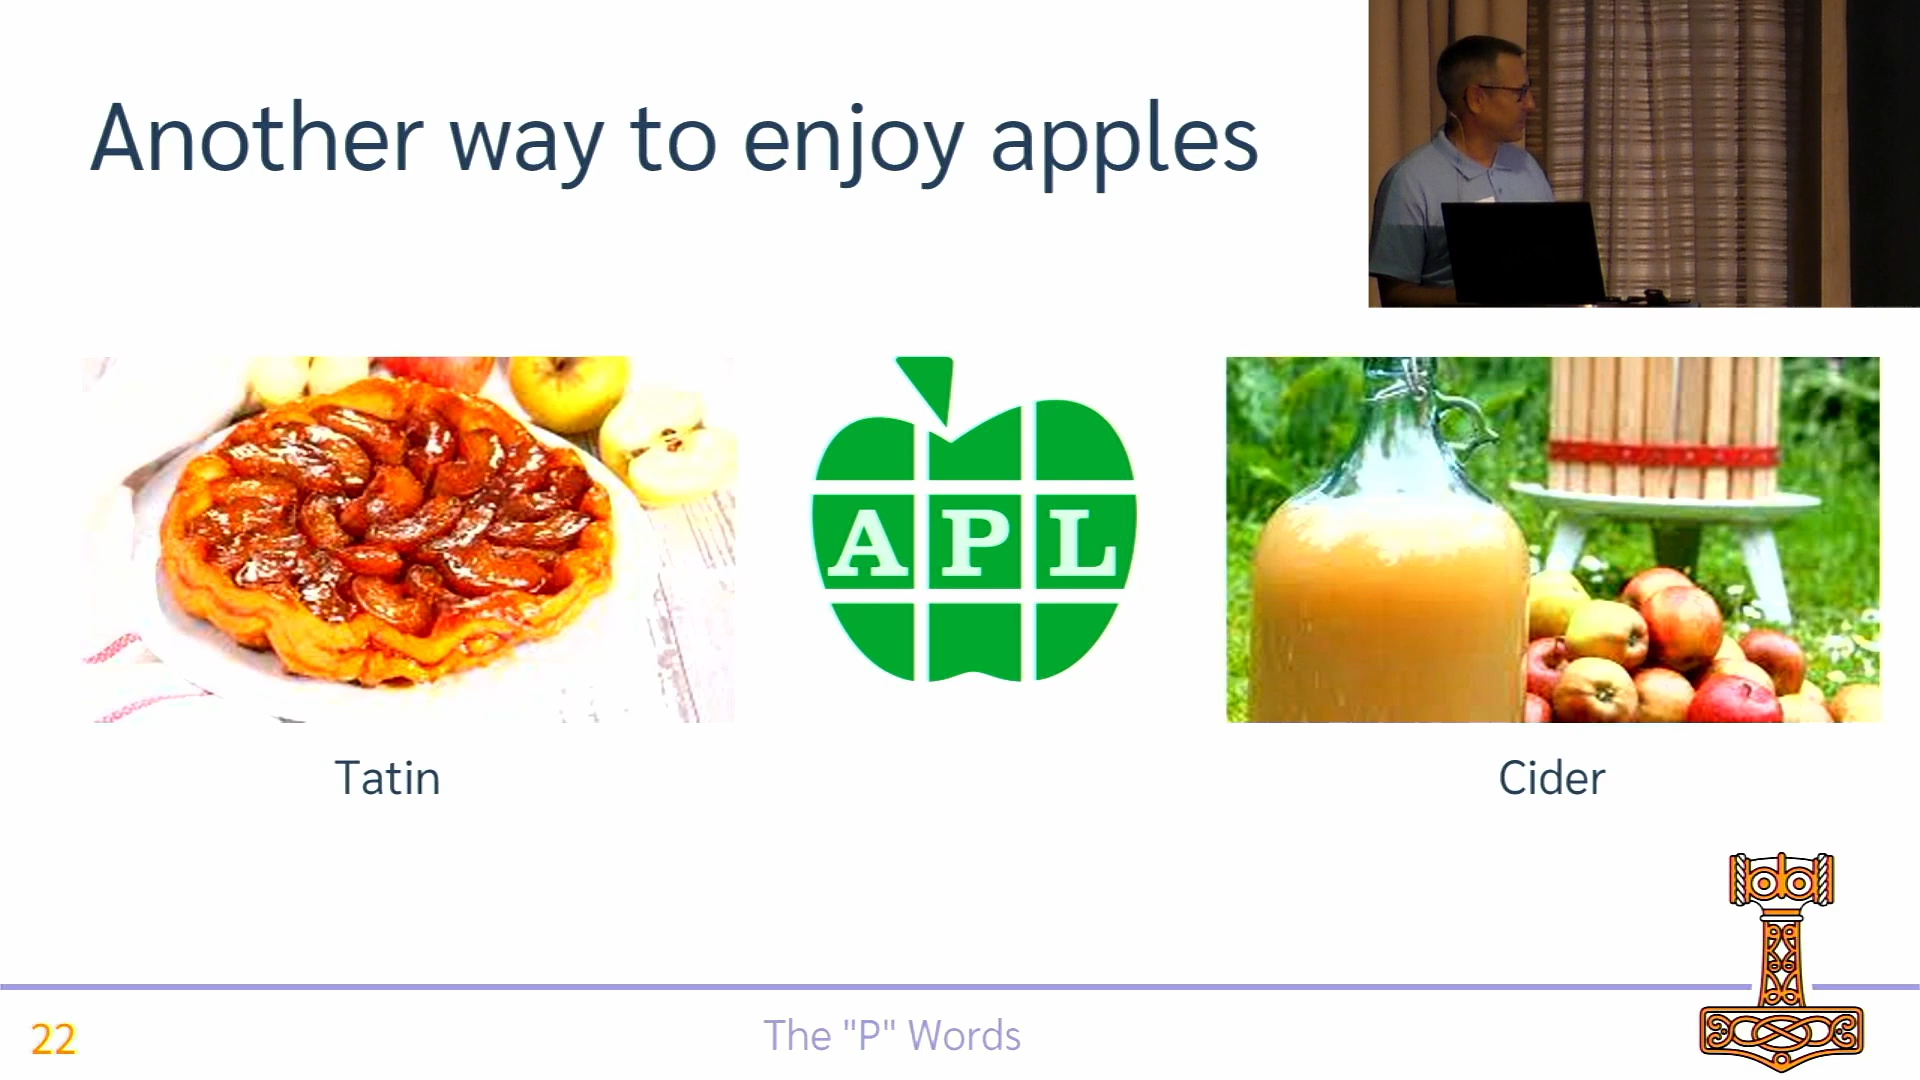 Another way to enjoy apples
APL
Tatin
Cider
22
The "P" Words